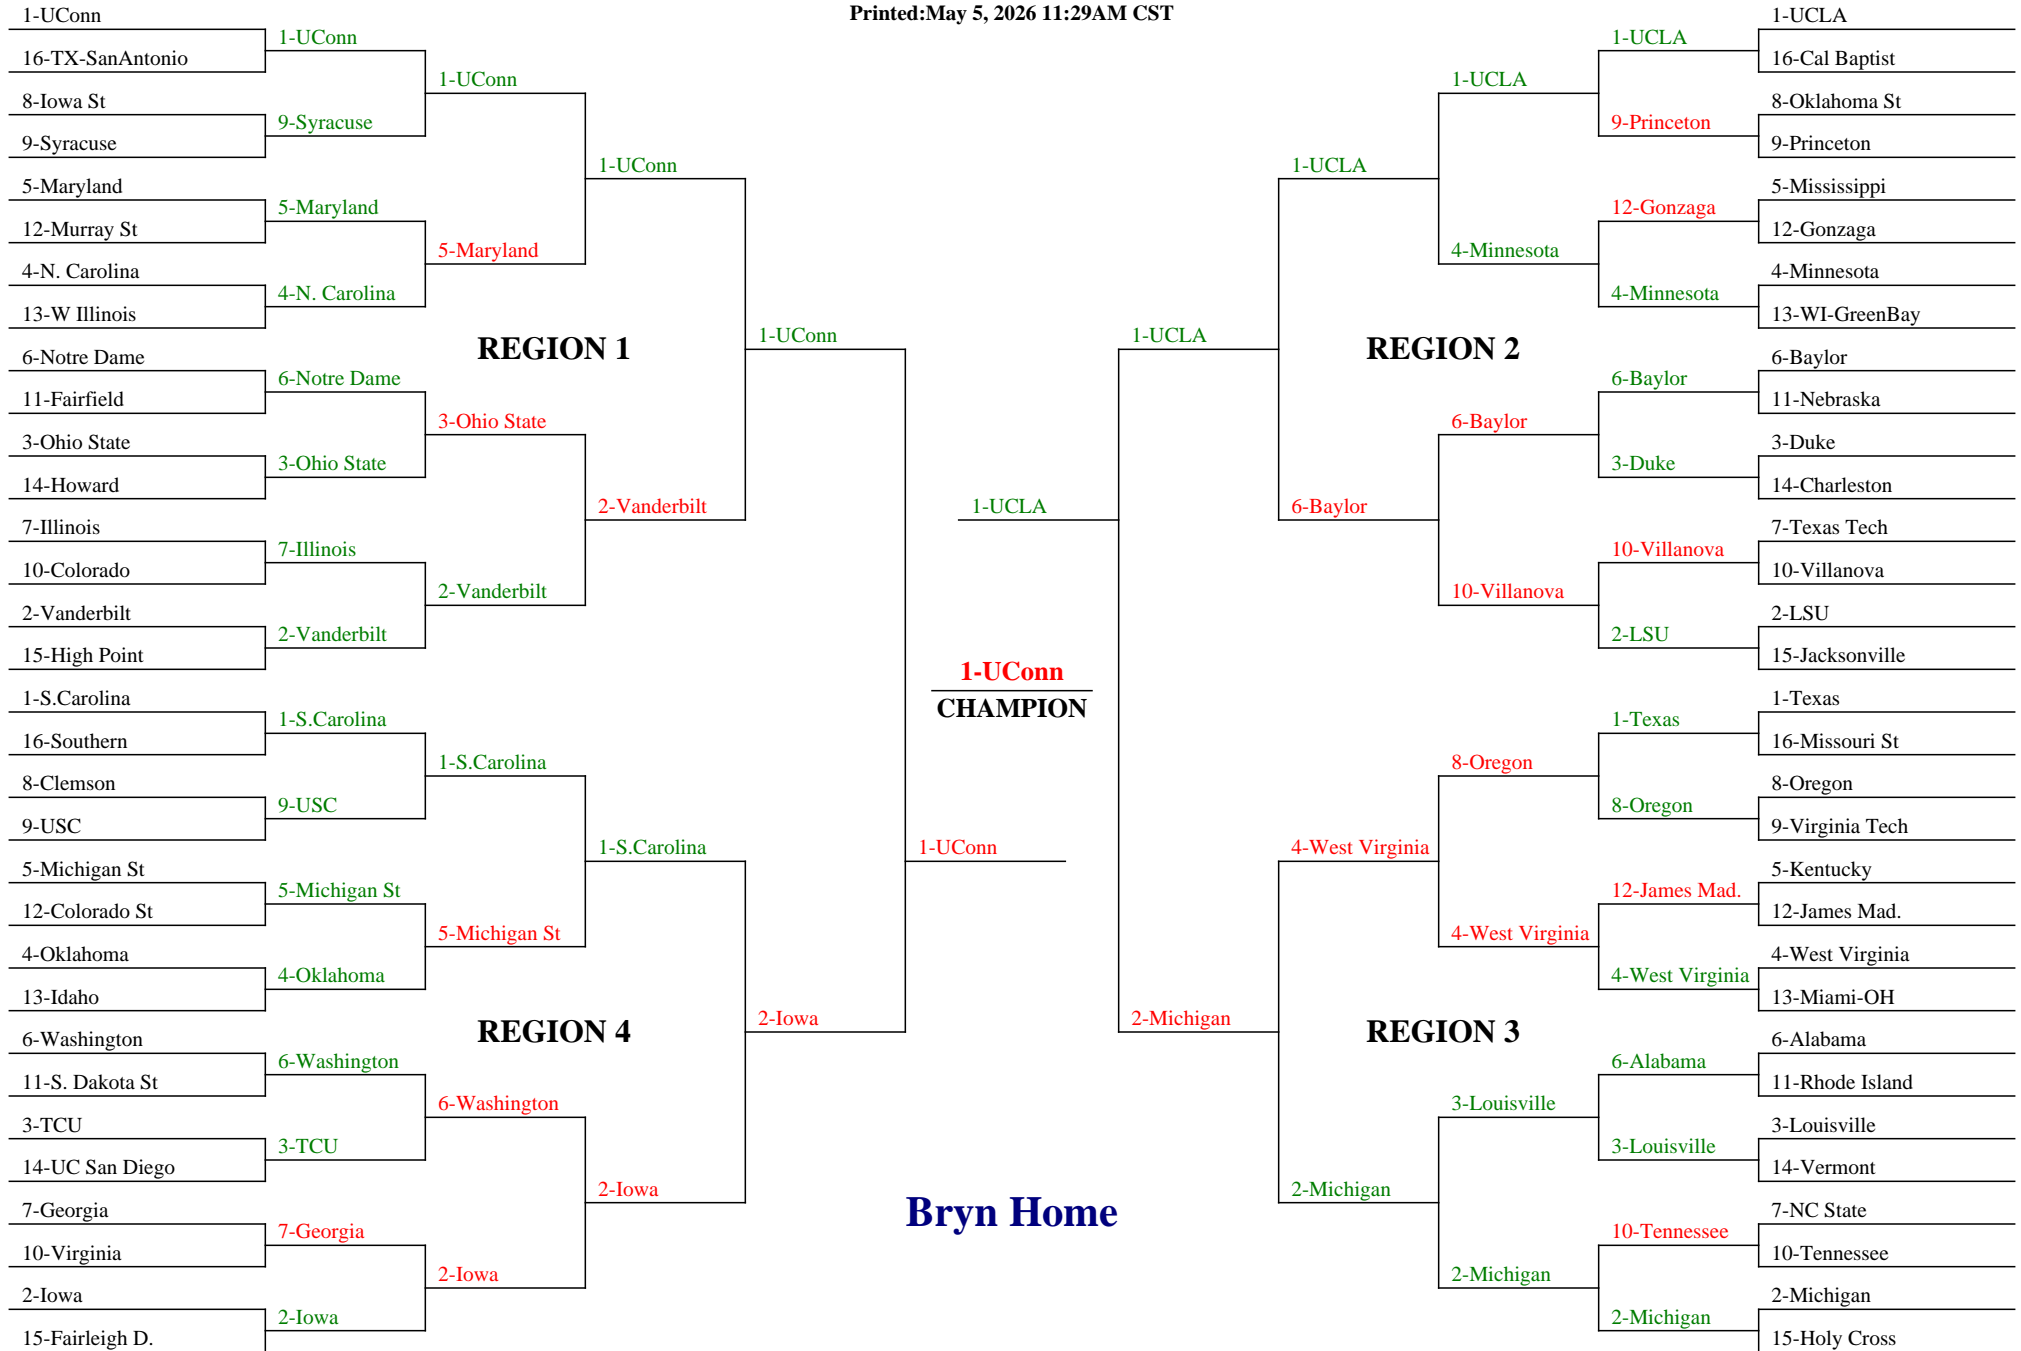 Printed:May 5, 2026 11:29AM CST
1-UConn
16-TX-SanAntonio
8-Iowa St
9-Syracuse
5-Maryland
12-Murray St
4-N. Carolina
13-W Illinois
6-Notre Dame
11-Fairfield
3-Ohio State
14-Howard
7-Illinois
10-Colorado
2-Vanderbilt
15-High Point
1-S.Carolina
16-Southern
8-Clemson
9-USC
5-Michigan St
12-Colorado St
4-Oklahoma
13-Idaho
6-Washington
11-S. Dakota St
3-TCU
14-UC San Diego
7-Georgia
10-Virginia
2-Iowa
15-Fairleigh D.
1-UConn
9-Syracuse
5-Maryland
4-N. Carolina
6-Notre Dame
3-Ohio State
7-Illinois
2-Vanderbilt
1-S.Carolina
9-USC
5-Michigan St
4-Oklahoma
6-Washington
3-TCU
7-Georgia
2-Iowa
1-UConn
5-Maryland
3-Ohio State
2-Vanderbilt
1-S.Carolina
5-Michigan St
6-Washington
2-Iowa
REGION 1
REGION 4
1-UConn
2-Vanderbilt
1-S.Carolina
2-Iowa
1-UConn
2-Iowa
1-UConn
1-UCLA
1-UConn
CHAMPION
Bryn Home
1-UCLA
2-Michigan
1-UCLA
6-Baylor
4-West Virginia
2-Michigan
REGION 2
REGION 3
1-UCLA
4-Minnesota
6-Baylor
10-Villanova
8-Oregon
4-West Virginia
3-Louisville
2-Michigan
1-UCLA
9-Princeton
12-Gonzaga
4-Minnesota
6-Baylor
3-Duke
10-Villanova
2-LSU
1-Texas
8-Oregon
12-James Mad.
4-West Virginia
6-Alabama
3-Louisville
10-Tennessee
2-Michigan
1-UCLA
16-Cal Baptist
8-Oklahoma St
9-Princeton
5-Mississippi
12-Gonzaga
4-Minnesota
13-WI-GreenBay
6-Baylor
11-Nebraska
3-Duke
14-Charleston
7-Texas Tech
10-Villanova
2-LSU
15-Jacksonville
1-Texas
16-Missouri St
8-Oregon
9-Virginia Tech
5-Kentucky
12-James Mad.
4-West Virginia
13-Miami-OH
6-Alabama
11-Rhode Island
3-Louisville
14-Vermont
7-NC State
10-Tennessee
2-Michigan
15-Holy Cross